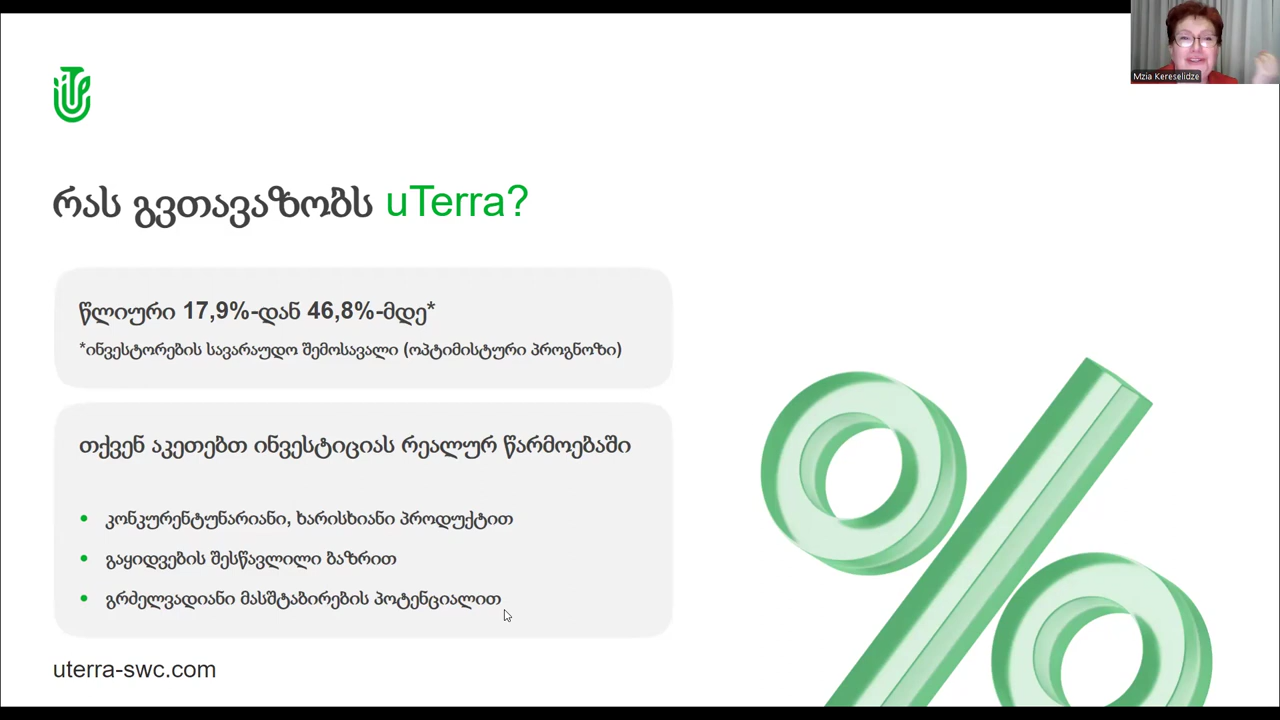 Mzia Kereselidze
რას გვთავაზობს uTerra?
წლიური 17,9%-დან 46,8%-მდე*
*ინვესტორების სავარაუდო შემოსავალი (ოპტიმისტური პროგნოზი)
თქვენ აკეთებთ ინვესტიციას რეალურ წარმოებაში
• კონკურენტუნარიანი, ხარისხიანი პროდუქტით
• გაყიდვების შესწავლილი ბაზრით
• გრძელვადიანი მასშტაბირების პოტენციალით
uterra-swc.com